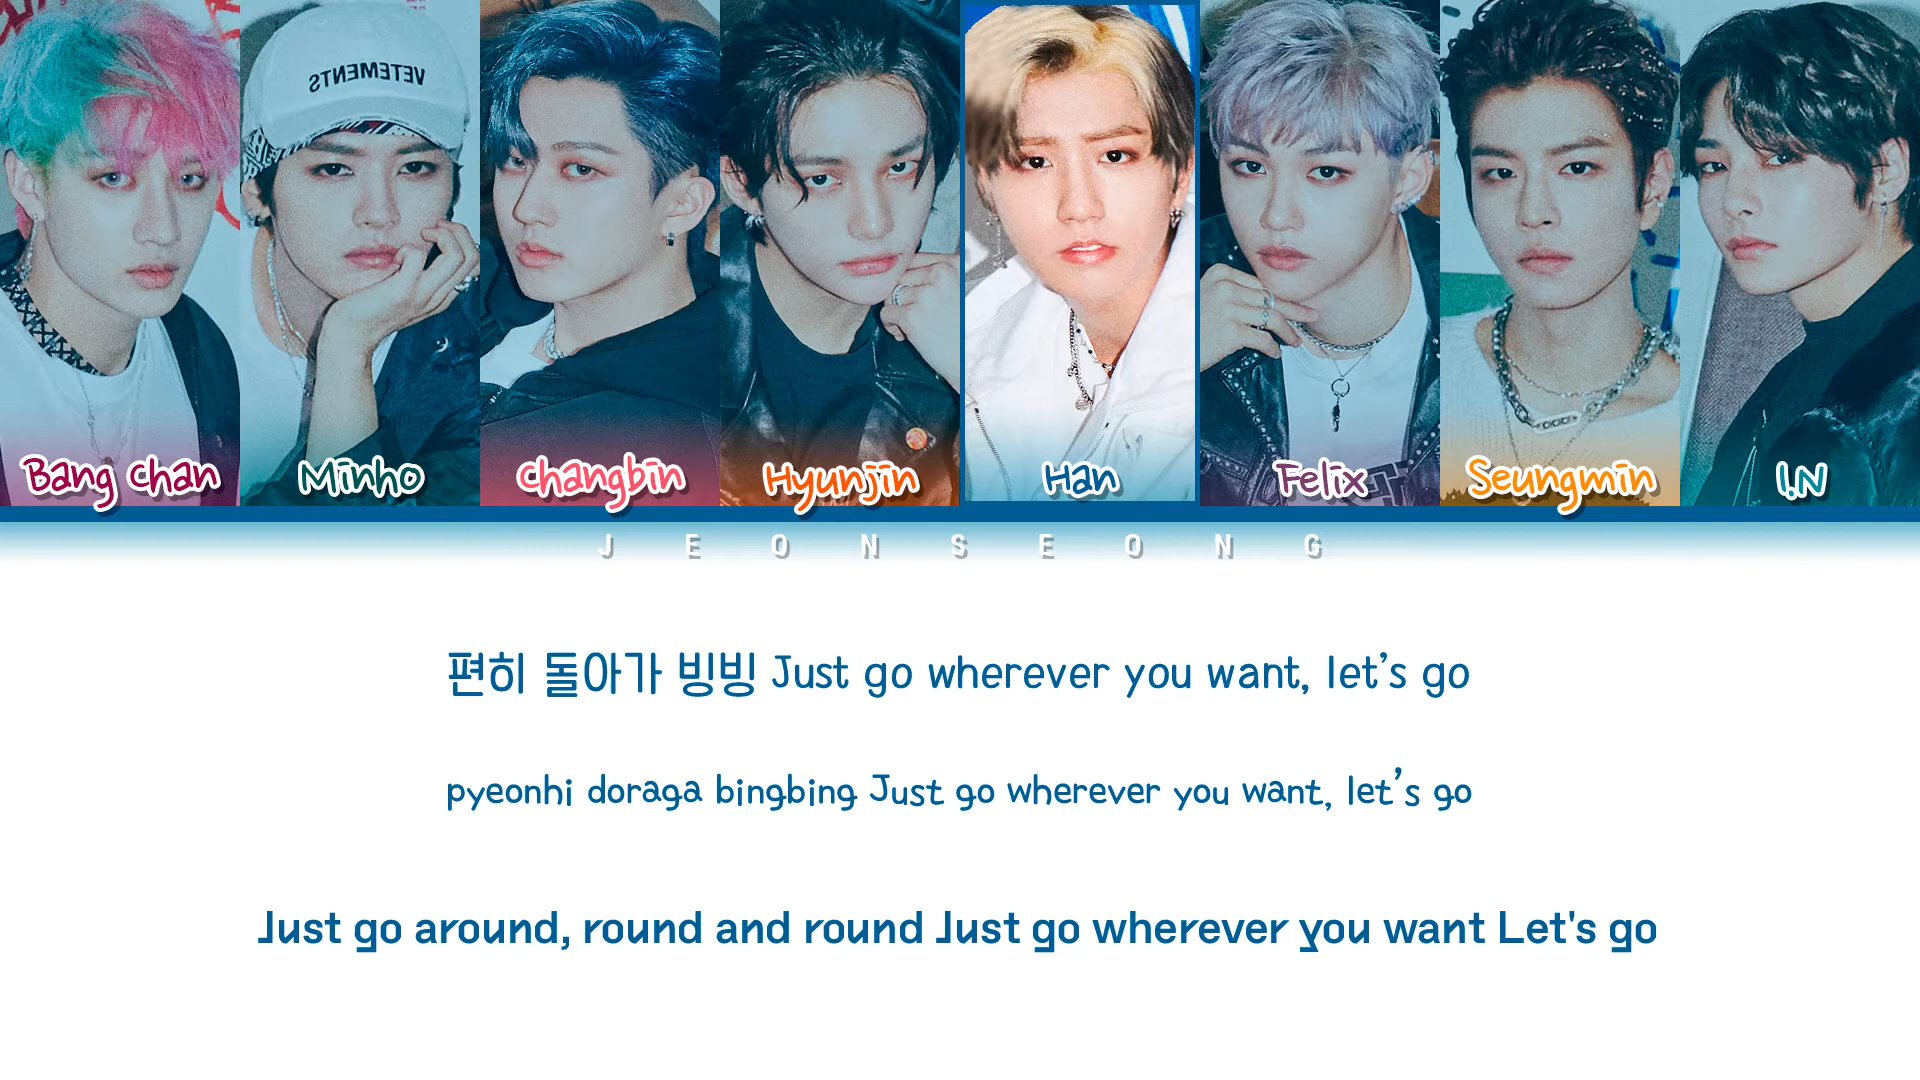 VETEMENTS
Bang Chan
Minho
Changbin
Hyunjin
Han
Felix
Seungmin
I.N
JEONSEONG
편히 돌아가 빙빙 Just go wherever you want, let’s go
pyeonhi doraga bingbing Just go wherever you want, let’s go
Just go around, round and round Just go wherever you want Let's go